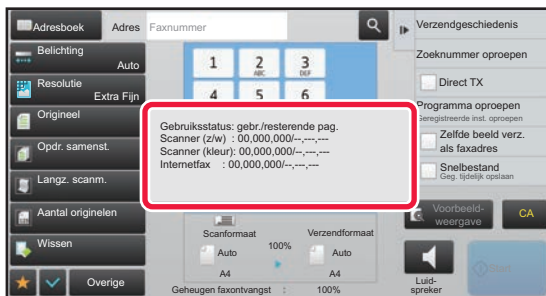 Adresboek
Adres
Faxnummer
Belichting
Auto
Resolutie
Extra Fijn
Origineel
Opdr. samenst.
Langz. scanm.
Aantal originelen
Wissen
Overige
1
2
ABC
3
DEF
4
5
6
Gebruiksstatus: gebr./resterende pag.
Scanner (z/w) : 00,000,000/--,---,---
Scanner (kleur): 00,000,000/--,---,---
Internetfax : 00,000,000/--,---,---
Scanformaat
Auto
A4
100%
Verzendformaat
Auto
A4
Geheugen faxontvangst : 100%
Verzendgeschiedenis
Zoeknummer oproepen
Direct TX
Programma oproepen
Geregistreerde inst. oproepen
Zelfde beeld verz.
als faxadres
Snelbestand
Geg. tijdelijk opslaan
Voorbeeld-
weergave
CA
Luid-
spreker
Start